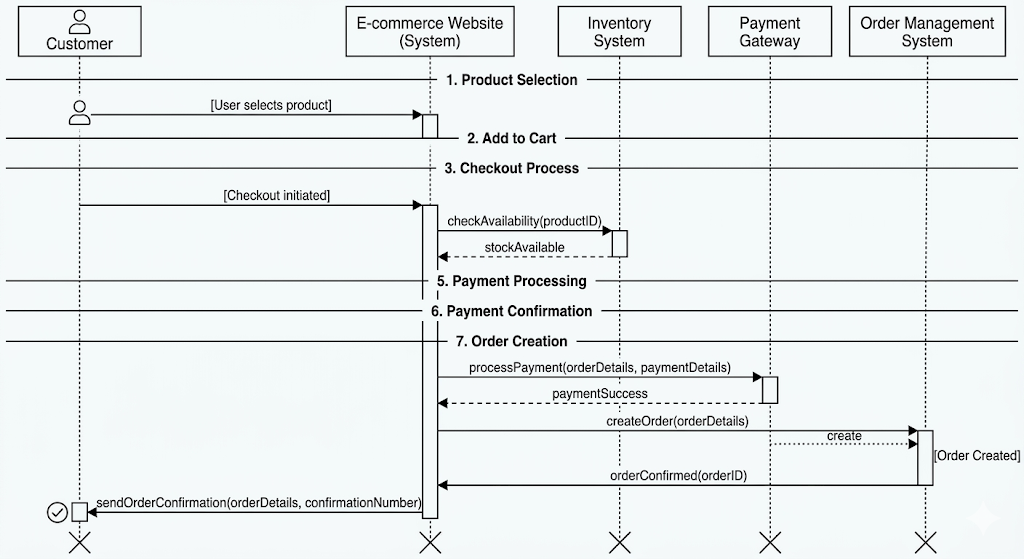 Customer
E-commerce Website
(System)
Inventory
System
Payment
Gateway
Order Management
System
1. Product Selection
[User selects product]
2. Add to Cart
3. Checkout Process
[Checkout initiated]
checkAvailability(productID)
stockAvailable
5. Payment Processing
6. Payment Confirmation
7. Order Creation
processPayment(orderDetails, paymentDetails)
paymentSuccess
createOrder(orderDetails)
create
[Order Created]
orderConfirmed(orderID)
sendOrderConfirmation(orderDetails, confirmationNumber)